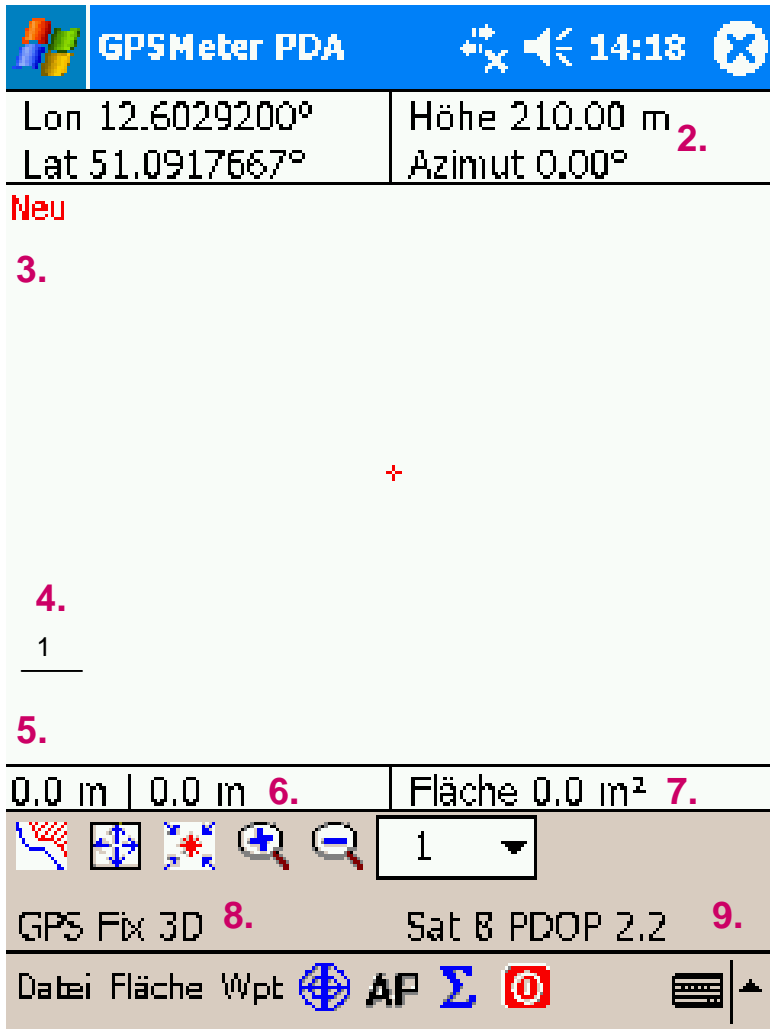 GPSMeter PDA 14:18
Lon 12.6029200° Höhe 210.00 m 2.
Lat 51.0917667° Azimut 0.00°
Neu
3.
4.
1
5.
0.0 m | 0.0 m 6. Fläche 0.0 m² 7.
1
GPS Fix 3D 8. Sat 8 PDOP 2.2 9.
Datei Fläche Wpt AP Σ